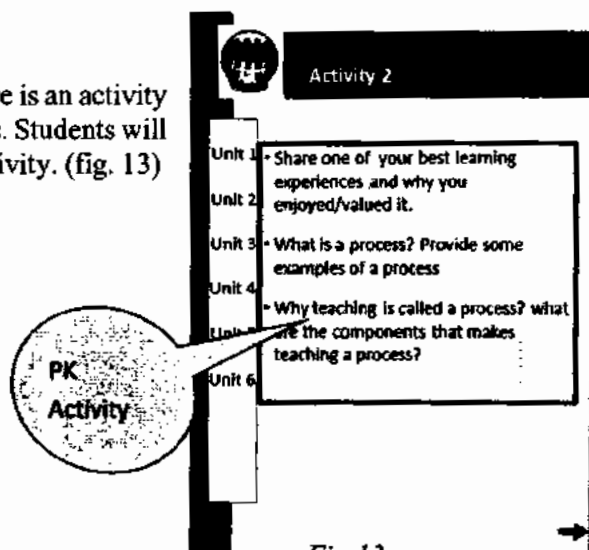 e is an activity
. Students will
ivity. (fig. 13)
Activity 2
Unit 1
Unit 2
Unit 3
Unit 4
Unit 6
• Share one of your best learning
experiences and why you
enjoyed/valued it.
• What is a process? Provide some
examples of a process
• Why teaching is called a process? what
are the components that makes
teaching a process?
PK
Activity